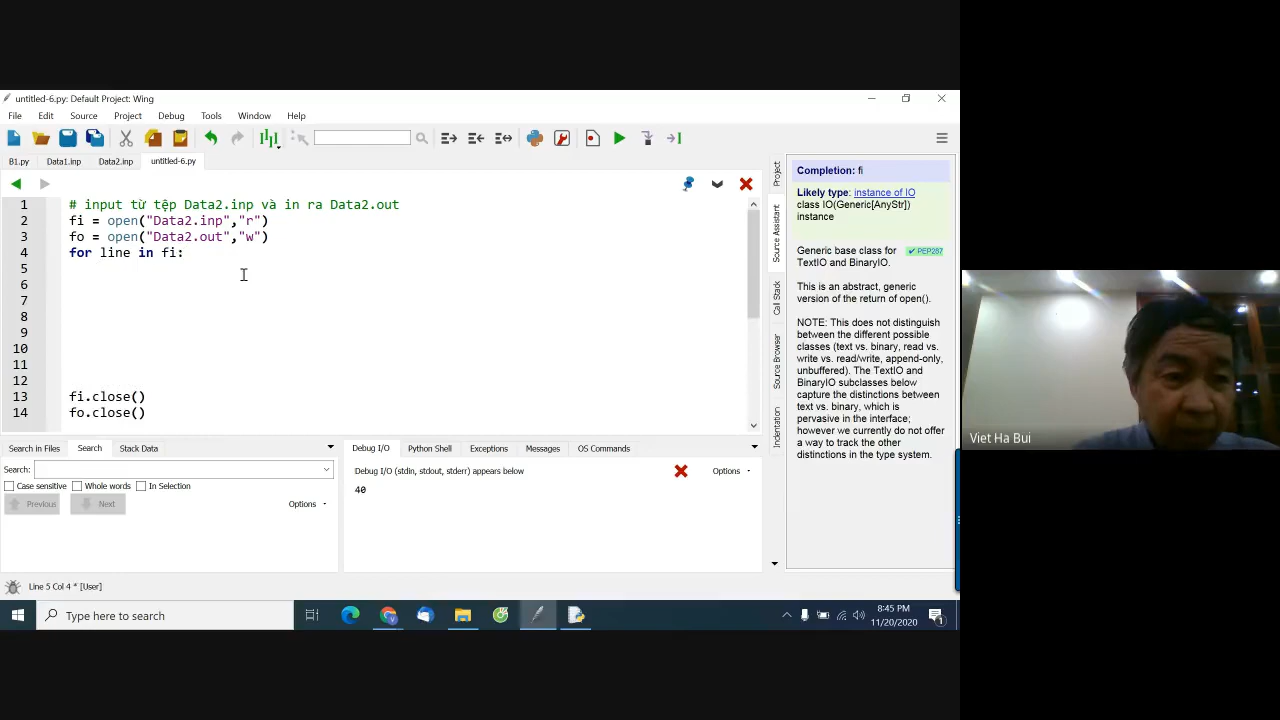 untitled-6.py: Default Project: Wing
File Edit Source Project Debug Tools Window Help
B1.py Data1.inp Data2.inp untitled-6.py
1 # input từ tệp Data2.inp và in ra Data2.out
2 fi = open("Data2.inp","r")
3 fo = open("Data2.out","w")
4 for line in fi:
5
6
7
8
9
10
11
12
13 fi.close()
14 fo.close()
Project
Source Assistant
Call Stack
Source Browser
Indentation
Completion: fi
Likely type: instance of IO
class IO(Generic[AnyStr])
instance
Generic base class for ✔ PEP287
TextIO and BinaryIO.
This is an abstract, generic
version of the return of open().
NOTE: This does not distinguish
between the different possible
classes (text vs. binary, read vs.
write vs. read/write, append-only,
unbuffered). The TextIO and
BinaryIO subclasses below
capture the distinctions between
text vs. binary, which is
pervasive in the interface;
however we currently do not offer
a way to track the other
distinctions in the type system.
Search in Files Search Stack Data
Search:
Case sensitive Whole words In Selection
Previous Next Options
Debug I/O Python Shell Exceptions Messages OS Commands
Debug I/O (stdin, stdout, stderr) appears below Options
40
Line 5 Col 4 * [User]
Type here to search
8:45 PM
11/20/2020
1
Viet Ha Bui